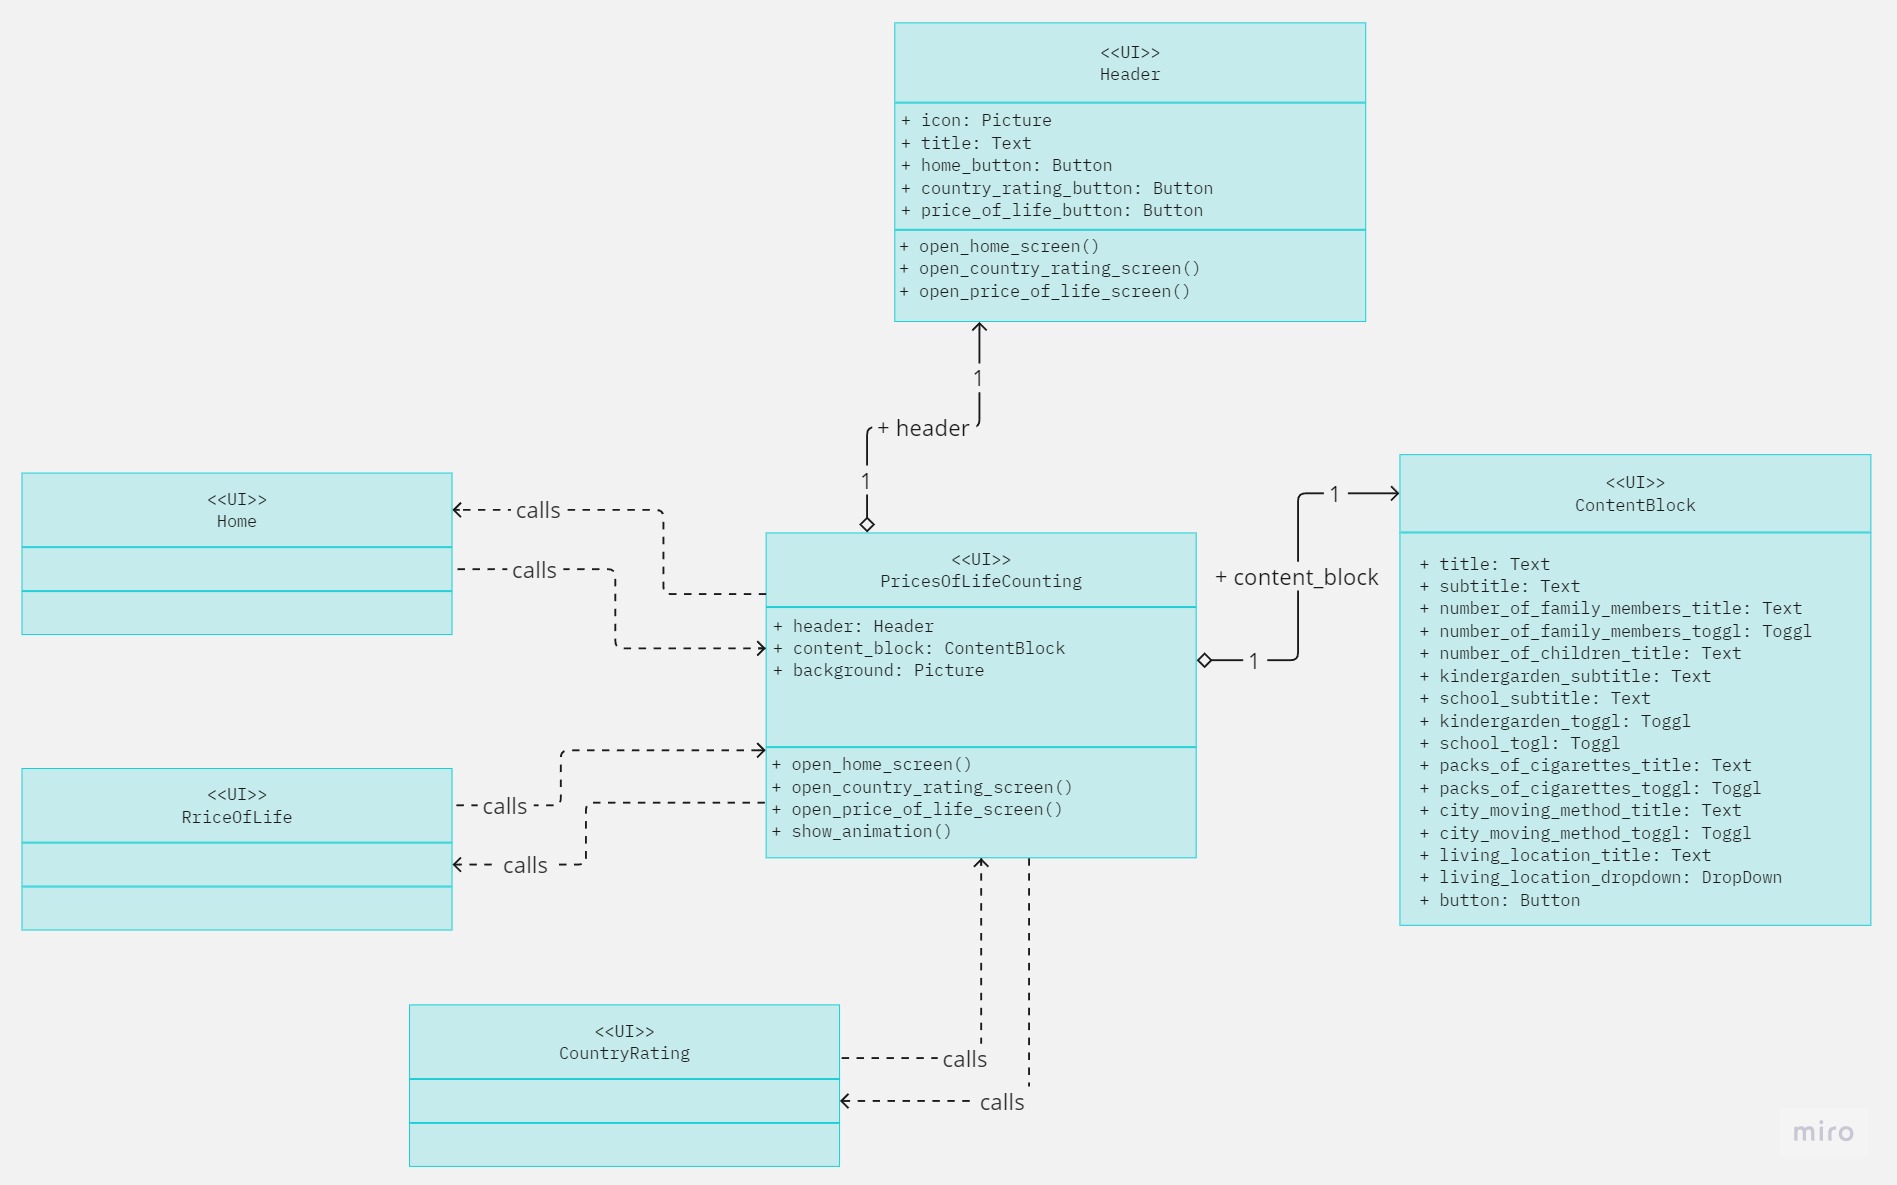 <<UI>>
Header
+ icon: Picture
+ title: Text
+ home_button: Button
+ country_rating_button: Button
+ price_of_life_button: Button
+ open_home_screen()
+ open_country_rating_screen()
+ open_price_of_life_screen()
1
+ header
1
<<UI>>
Home
calls
calls
<<UI>>
PricesOfLifeCounting
+ header: Header
+ content_block: ContentBlock
+ background: Picture
+ open_home_screen()
+ open_country_rating_screen()
+ open_price_of_life_screen()
+ show_animation()
1
+ content_block
1
<<UI>>
ContentBlock
+ title: Text
+ subtitle: Text
+ number_of_family_members_title: Text
+ number_of_family_members_toggl: Toggl
+ number_of_children_title: Text
+ kindergarden_subtitle: Text
+ school_subtitle: Text
+ kindergarden_toggl: Toggl
+ school_togl: Toggl
+ packs_of_cigarettes_title: Text
+ packs_of_cigarettes_toggl: Toggl
+ city_moving_method_title: Text
+ city_moving_method_toggl: Toggl
+ living_location_title: Text
+ living_location_dropdown: DropDown
+ button: Button
<<UI>>
RriceOfLife
calls
calls
<<UI>>
CountryRating
calls
calls
miro